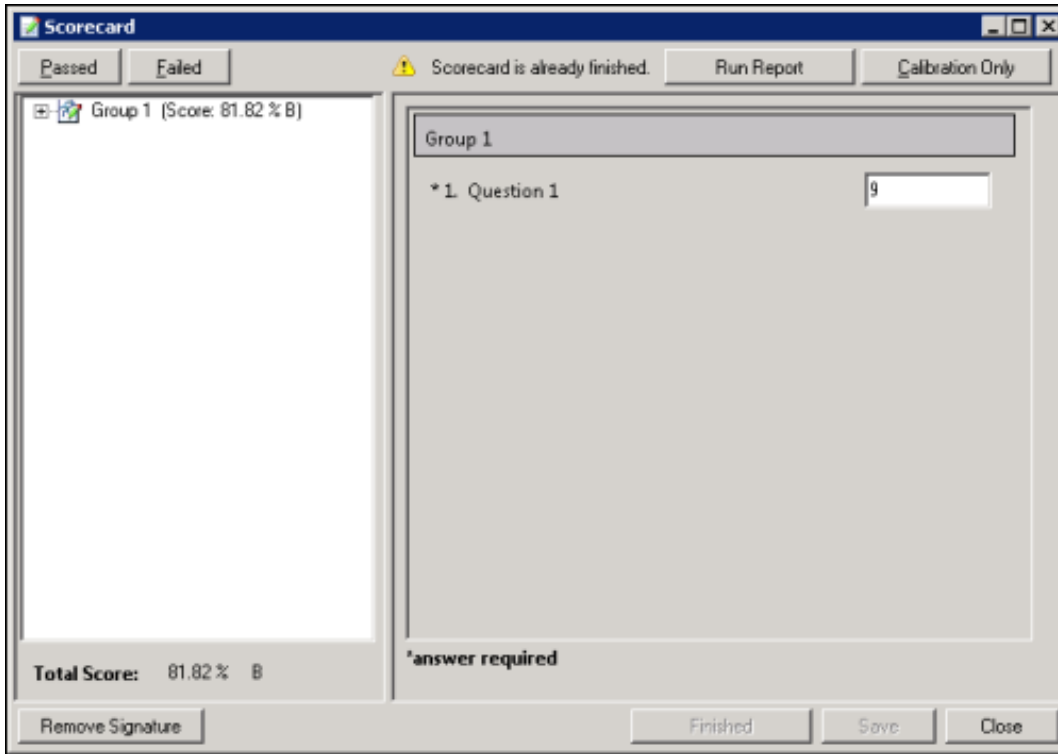 Scorecard
Passed Failed Scorecard is already finished. Run Report Calibration Only
Group 1 (Score: 81.82 % B)
Group 1
* 1. Question 1 9
*answer required
Total Score: 81.82 % B
Remove Signature Finished Save Close